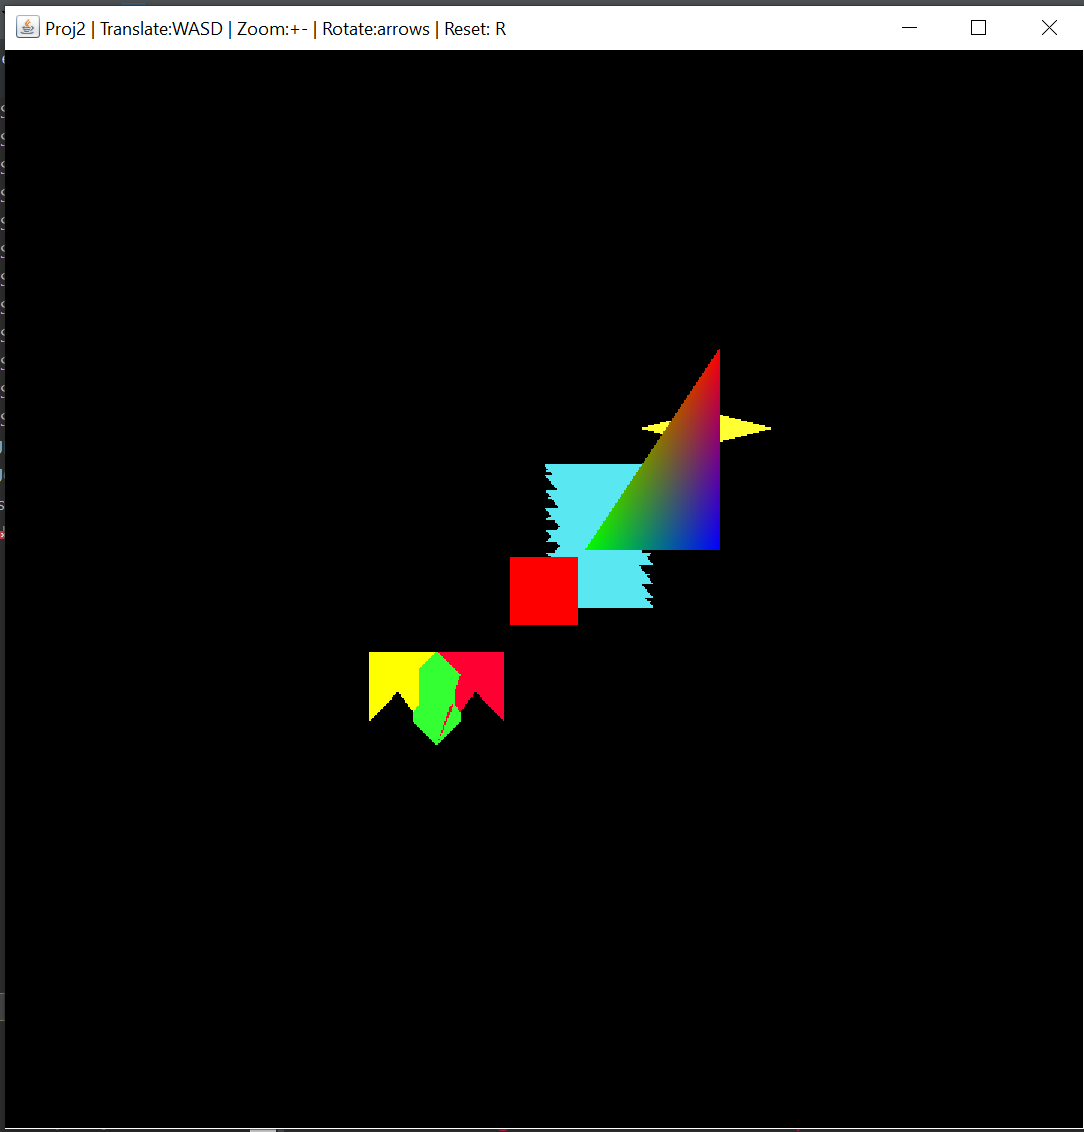 Proj2 | Translate:WASD | Zoom:+- | Rotate:arrows | Reset: R